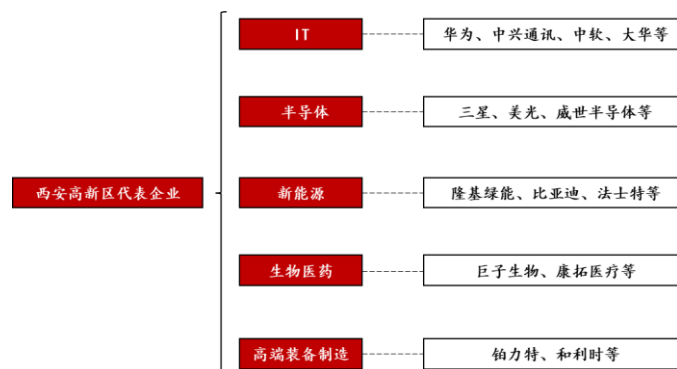 IT
华为、中兴通讯、中软、大华等
半导体
三星、美光、威世半导体等
西安高新区代表企业
新能源
隆基绿能、比亚迪、法士特等
生物医药
巨子生物、康拓医疗等
高端装备制造
铂力特、和利时等